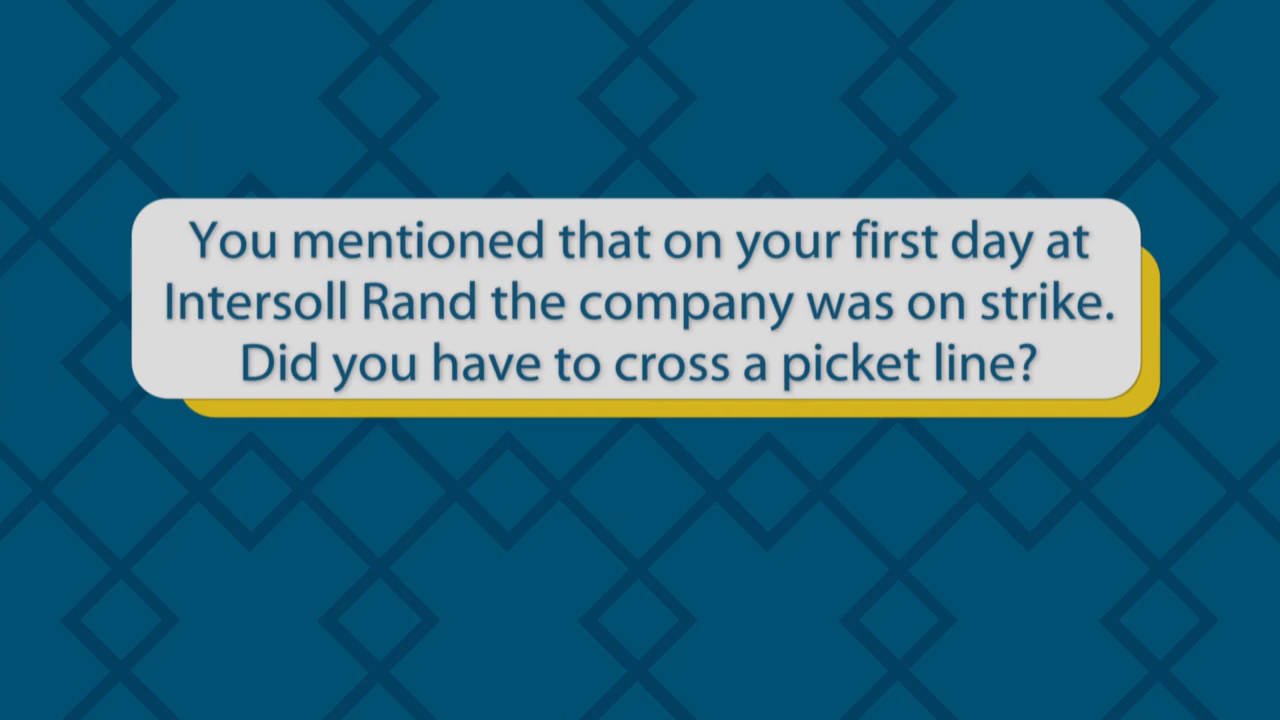 You mentioned that on your first day at
Intersoll Rand the company was on strike.
Did you have to cross a picket line?